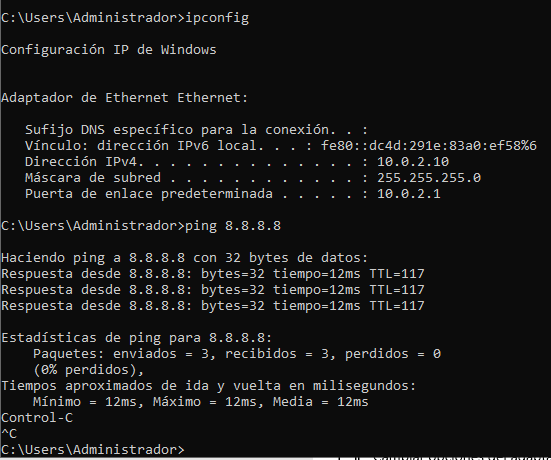 C:\Users\Administrador>ipconfig
Configuración IP de Windows
Adaptador de Ethernet Ethernet:
Sufijo DNS específico para la conexión. . :
Vínculo: dirección IPv6 local. . . : fe80::dc4d:291e:83a0:ef58%6
Dirección IPv4. . . . . . . . . . . . . . : 10.0.2.10
Máscara de subred . . . . . . . . . . . . : 255.255.255.0
Puerta de enlace predeterminada . . . . . : 10.0.2.1
C:\Users\Administrador>ping 8.8.8.8
Haciendo ping a 8.8.8.8 con 32 bytes de datos:
Respuesta desde 8.8.8.8: bytes=32 tiempo=12ms TTL=117
Respuesta desde 8.8.8.8: bytes=32 tiempo=12ms TTL=117
Respuesta desde 8.8.8.8: bytes=32 tiempo=12ms TTL=117
Estadísticas de ping para 8.8.8.8:
Paquetes: enviados = 3, recibidos = 3, perdidos = 0
(0% perdidos),
Tiempos aproximados de ida y vuelta en milisegundos:
Mínimo = 12ms, Máximo = 12ms, Media = 12ms
Control-C
^C
C:\Users\Administrador>